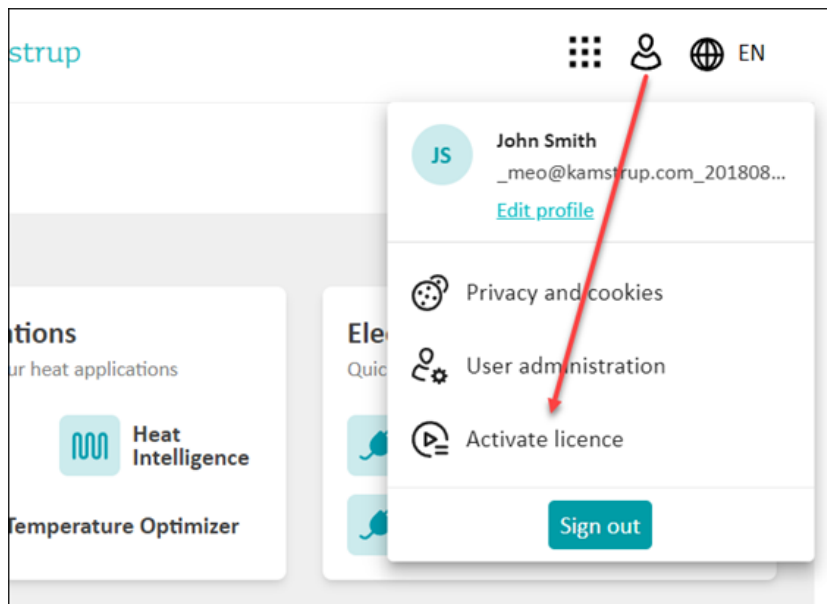 strup
EN
JS
John Smith
_meo@kamstrup.com_201808...
Edit profile
Privacy and cookies
User administration
Activate licence
Sign out
ations
ur heat applications
Heat
Intelligence
Temperature Optimizer
Ele
Quic